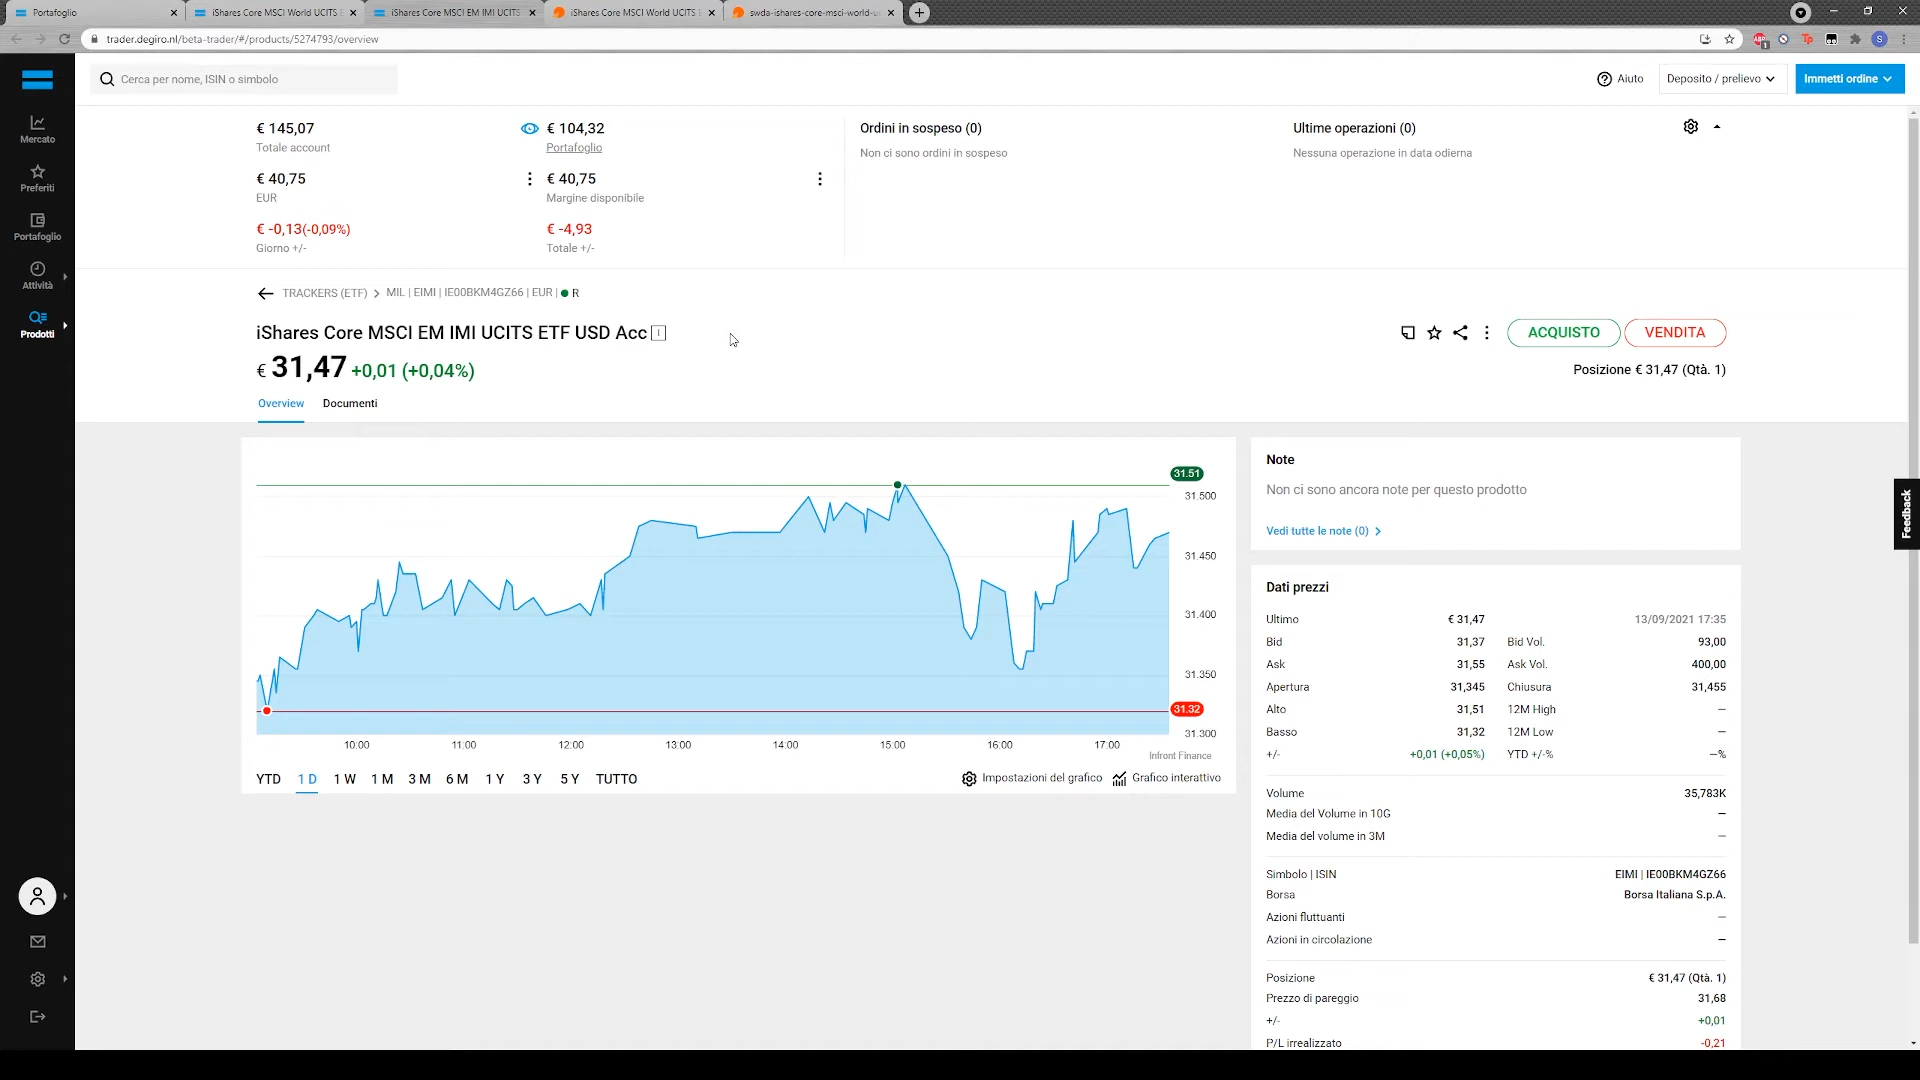 Portafoglio
iShares Core MSCI World UCITS E
iShares Core MSCI EM IMI UCITS
iShares Core MSCI World UCITS E
swda-ishares-core-msci-world-uc
trader.degiro.nl/beta-trader/#/products/5274793/overview
Cerca per nome, ISIN o simbolo
Aiuto
Deposito / prelievo
Immetti ordine
Mercato
Preferiti
Portafoglio
Attività
Prodotti
€ 145,07
Totale account
€ 104,32
Portafoglio
€ 40,75
EUR
€ 40,75
Margine disponibile
€ -0,13(-0,09%)
Giorno +/-
€ -4,93
Totale +/-
Ordini in sospeso (0)
Non ci sono ordini in sospeso
Ultime operazioni (0)
Nessuna operazione in data odierna
TRACKERS (ETF) > MIL | EIMI | IE00BKM4GZ66 | EUR | R
iShares Core MSCI EM IMI UCITS ETF USD Acc
ACQUISTO
VENDITA
€ 31,47 +0,01 (+0,04%)
Posizione € 31,47 (Qtà. 1)
Overview
Documenti
31.51
31.500
31.450
31.400
31.350
31.32
31.300
10:00
11:00
12:00
13:00
14:00
15:00
16:00
17:00
Infront Finance
YTD 1 D 1 W 1 M 3 M 6 M 1 Y 3 Y 5 Y TUTTO
Impostazioni del grafico
Grafico interattivo
Note
Non ci sono ancora note per questo prodotto
Vedi tutte le note (0)
Feedback
Dati prezzi
Ultimo € 31,47 13/09/2021 17:35
Bid 31,37 Bid Vol. 93,00
Ask 31,55 Ask Vol. 400,00
Apertura 31,345 Chiusura 31,455
Alto 31,51 12M High —
Basso 31,32 12M Low —
+/- +0,01 (+0,05%) YTD +/-% —%
Volume 35,783K
Media del Volume in 10G —
Media del volume in 3M —
Simbolo | ISIN EIMI | IE00BKM4GZ66
Borsa Borsa Italiana S.p.A.
Azioni fluttuanti —
Azioni in circolazione —
Posizione € 31,47 (Qtà. 1)
Prezzo di pareggio 31,68
+/- +0,01
P/L irrealizzato -0,21